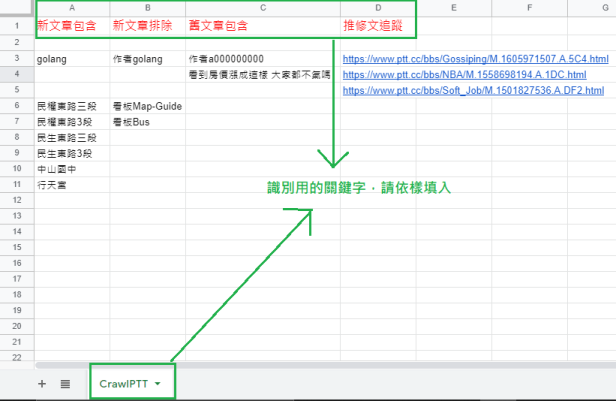 A B C D E F G
1 新文章包含 新文章排除 舊文章包含 推修文追蹤
2
3 golang 作者golang 作者a000000000 https://www.ptt.cc/bbs/Gossiping/M.1605971507.A.5C4.html
4 看到房價漲成這樣 大家都不氣嗎 https://www.ptt.cc/bbs/NBA/M.1558698194.A.1DC.html
5 https://www.ptt.cc/bbs/Soft_Job/M.1501827536.A.DF2.html
6 民權東路三段 看板Map-Guide
7 民權東路3段 看板Bus
8 民生東路三段
9 民生東路3段
10 中山國中
11 行天宮
識別用的關鍵字，請依樣填入
12
13
14
15
16
17
18
19
20
21
22
CrawlPTT